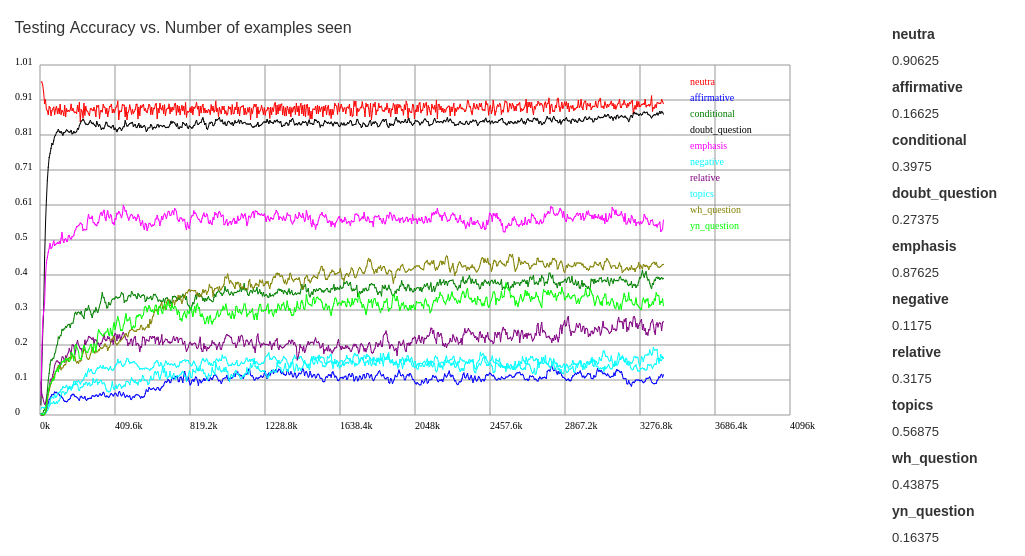 Testing Accuracy vs. Number of examples seen
1.01
0.91
0.81
0.71
0.61
0.5
0.4
0.3
0.2
0.1
0
0k
409.6k
819.2k
1228.8k
1638.4k
2048k
2457.6k
2867.2k
3276.8k
3686.4k
4096k
neutra
affirmative
conditional
doubt_question
emphasis
negative
relative
topics
wh_question
yn_question
neutra
0.90625
affirmative
0.16625
conditional
0.3975
doubt_question
0.27375
emphasis
0.87625
negative
0.1175
relative
0.3175
topics
0.56875
wh_question
0.43875
yn_question
0.16375